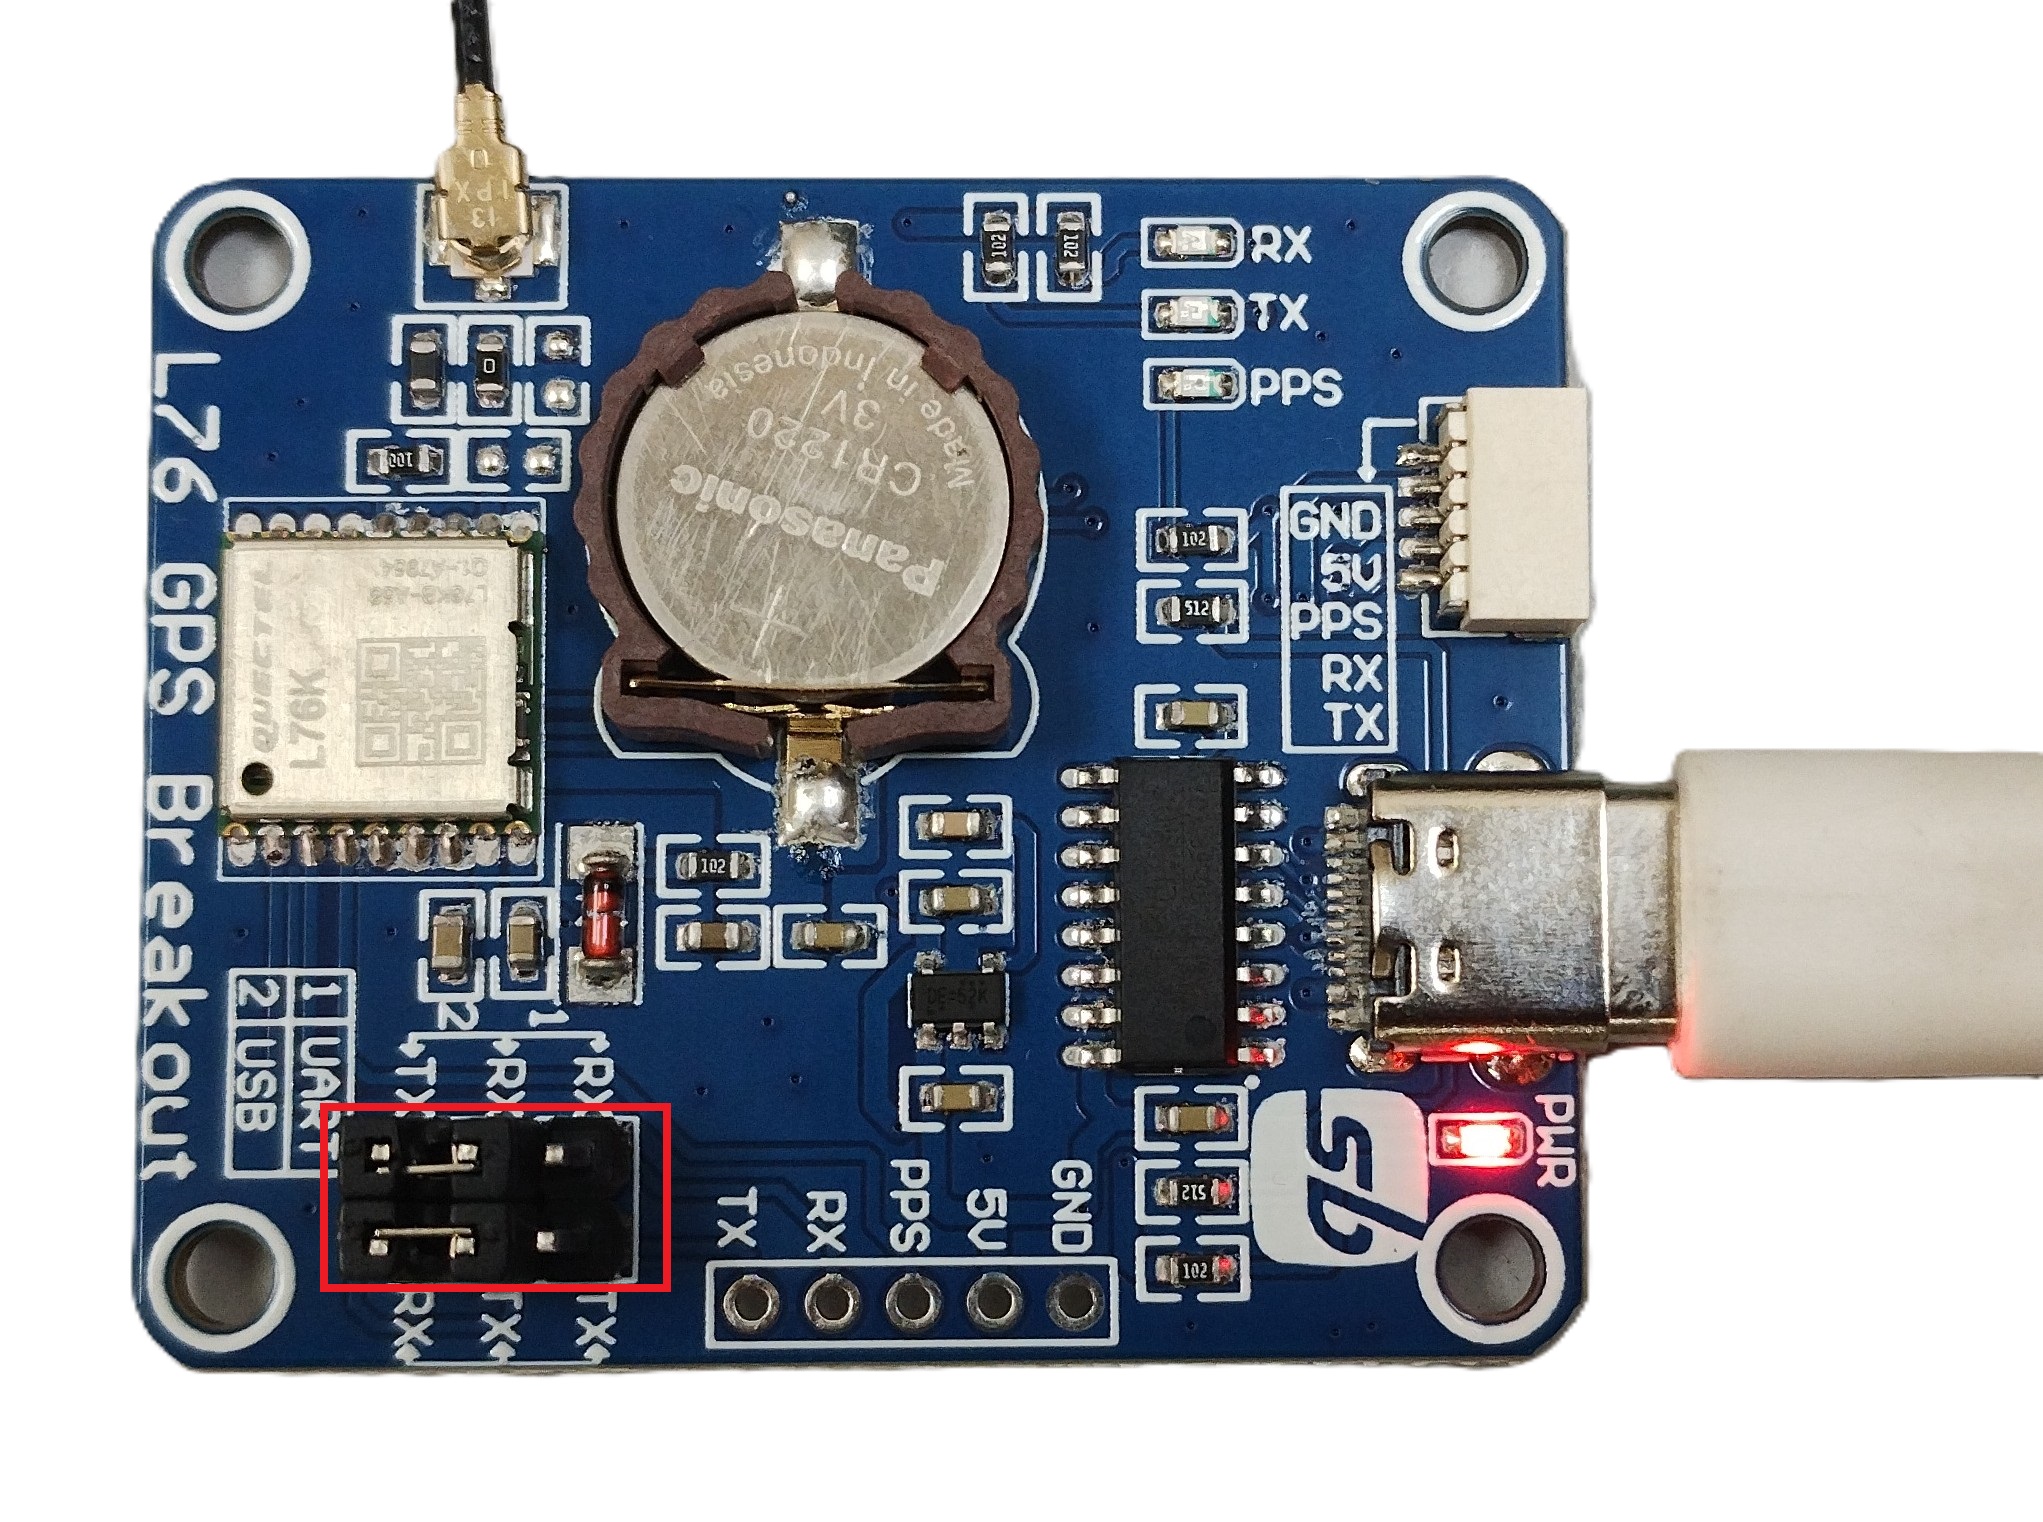 13
IPX
U
RX
TX
PPS
102
102
0
100
Panasonic
CR1220
3V
Made in Indonesia
L76 GPS Breakout
QUECTEL
L76K
GND
5V
PPS
RX
TX
102
512
102
1 UART
2 USB
2
1
TX
RX
RX
RX
TX
TX
TX
RX
PPS
5V
GND
512
102
PWR